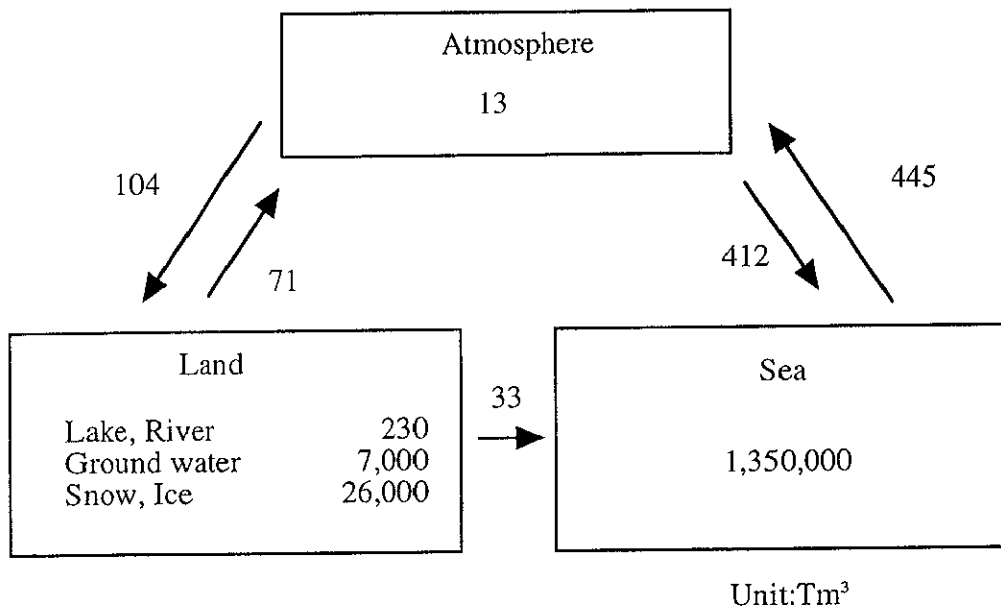 Atmosphere
13
104
71
412
445
Land
Lake, River 230
Ground water 7,000
Snow, Ice 26,000
33
Sea
1,350,000
Unit:Tm³